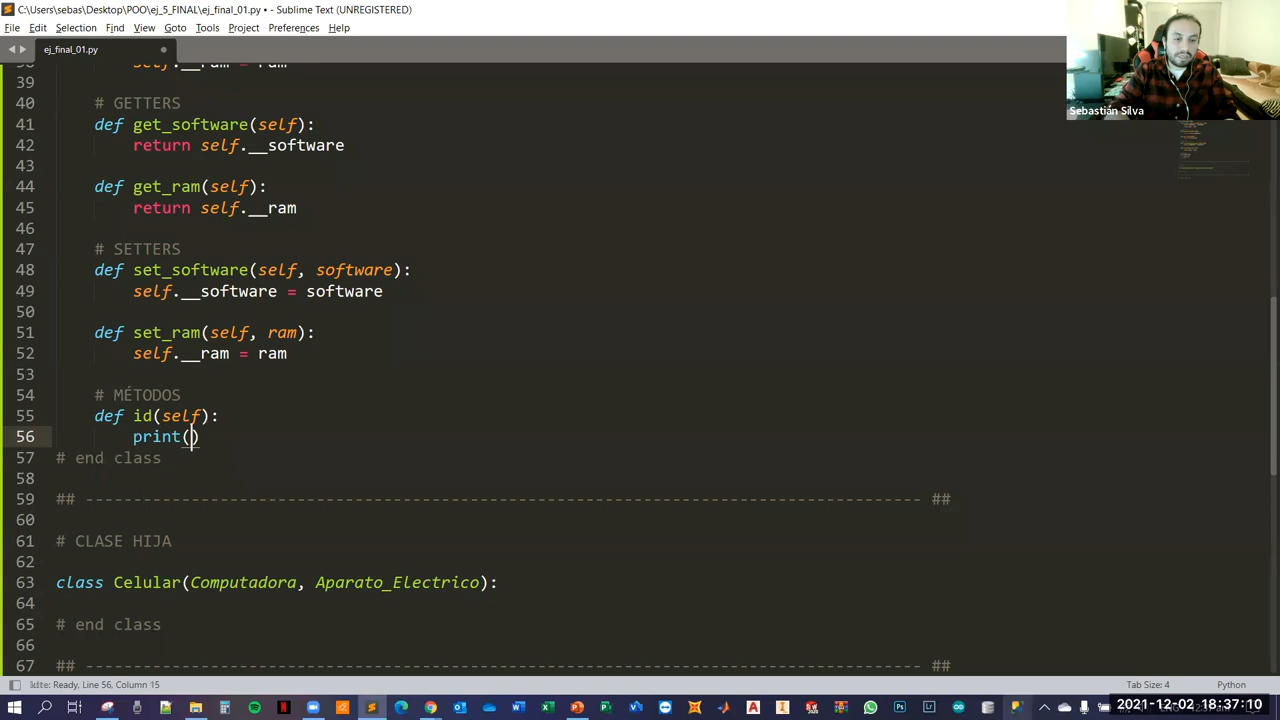 C:\Users\sebas\Desktop\POO\ej_5_FINAL\ej_final_01.py • - Sublime Text (UNREGISTERED)
File Edit Selection Find View Goto Tools Project Preferences Help
ej_final_01.py
Sebastián Silva
38 self.__ram = ram
39
40 # GETTERS
41 def get_software(self):
42 return self.__software
43
44 def get_ram(self):
45 return self.__ram
46
47 # SETTERS
48 def set_software(self, software):
49 self.__software = software
50
51 def set_ram(self, ram):
52 self.__ram = ram
53
54 # MÉTODOS
55 def id(self):
56 print()
57 # end class
58
59 ## --------------------------------------------------------------------------------------- ##
60
61 # CLASE HIJA
62
63 class Celular(Computadora, Aparato_Electrico):
64
65 # end class
66
67 ## --------------------------------------------------------------------------------------- ##
Ready, Line 56, Column 15 Tab Size: 4 Python
2021-12-02 18:37:10